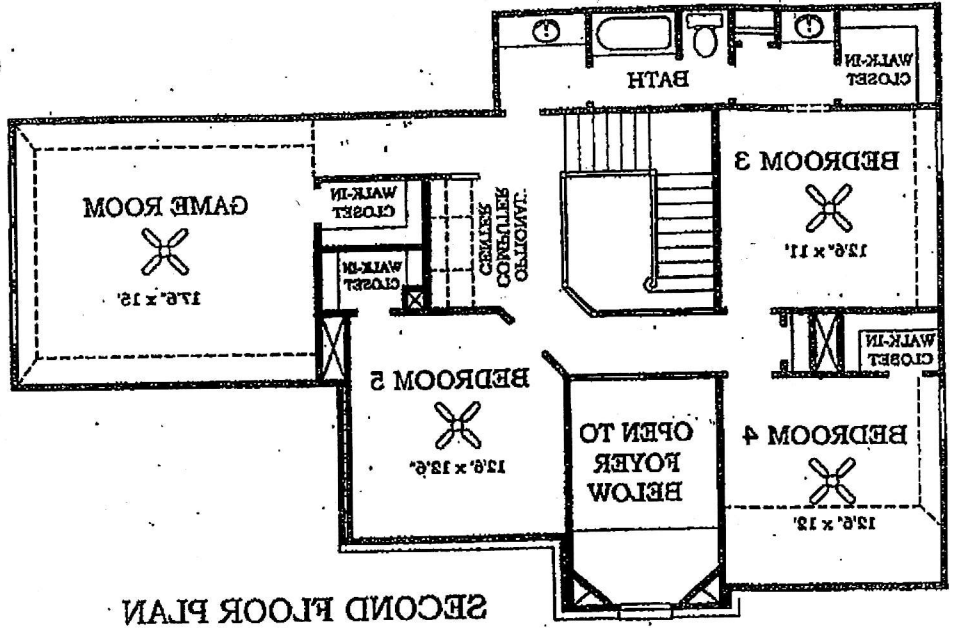 WALK-IN
CLOSET
BATH
BEDROOM 3
12'6" x 11'
GAME ROOM
17'6" x 15'
WALK-IN
CLOSET
WALK-IN
CLOSET
OPTIONAL
COMPUTER
CENTER
WALK-IN
CLOSET
BEDROOM 5
12'6" x 12'6"
OPEN TO
FOYER
BELOW
BEDROOM 4
12'6" x 12'
SECOND FLOOR PLAN